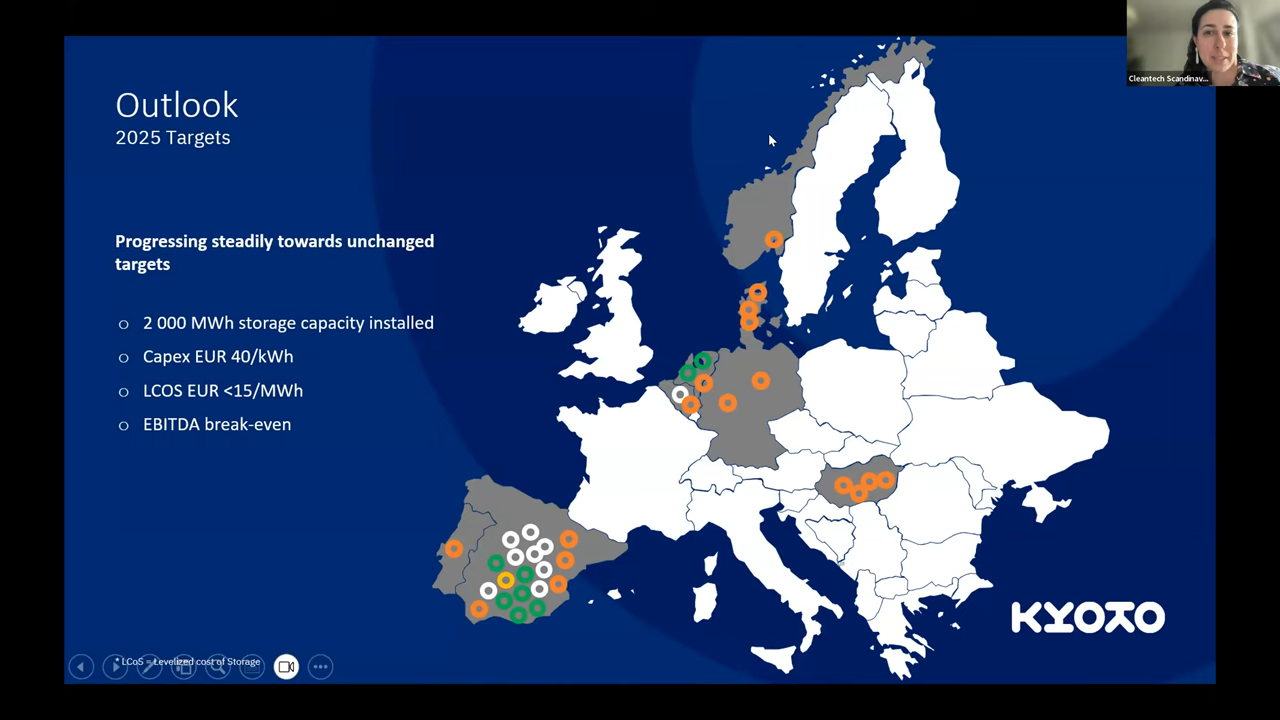 Cleantech Scandinav...
Outlook
2025 Targets
Progressing steadily towards unchanged
targets
2 000 MWh storage capacity installed
Capex EUR 40/kWh
LCOS EUR <15/MWh
EBITDA break-even
KYOTO
* LCoS = Levelized cost of Storage